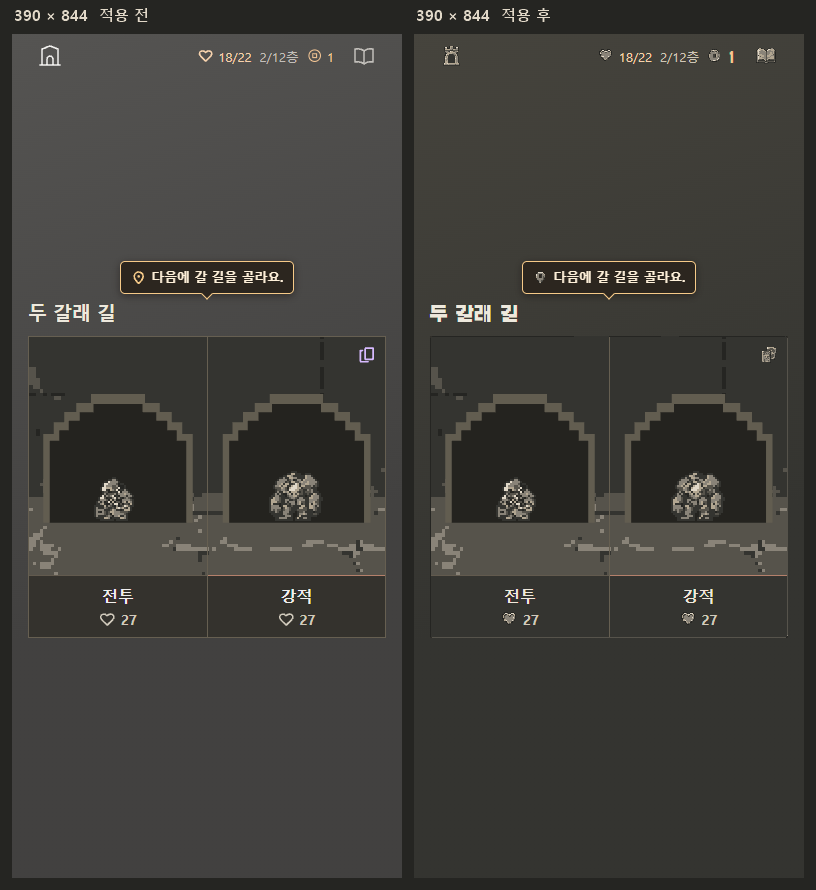 390 × 844 적용 전
18/22 2/12층 1
다음에 갈 길을 골라요.
두 갈래 길
전투
27
강적
27
390 × 844 적용 후
18/22 2/12층 1
다음에 갈 길을 골라요.
두 갈래 길
전투
27
강적
27